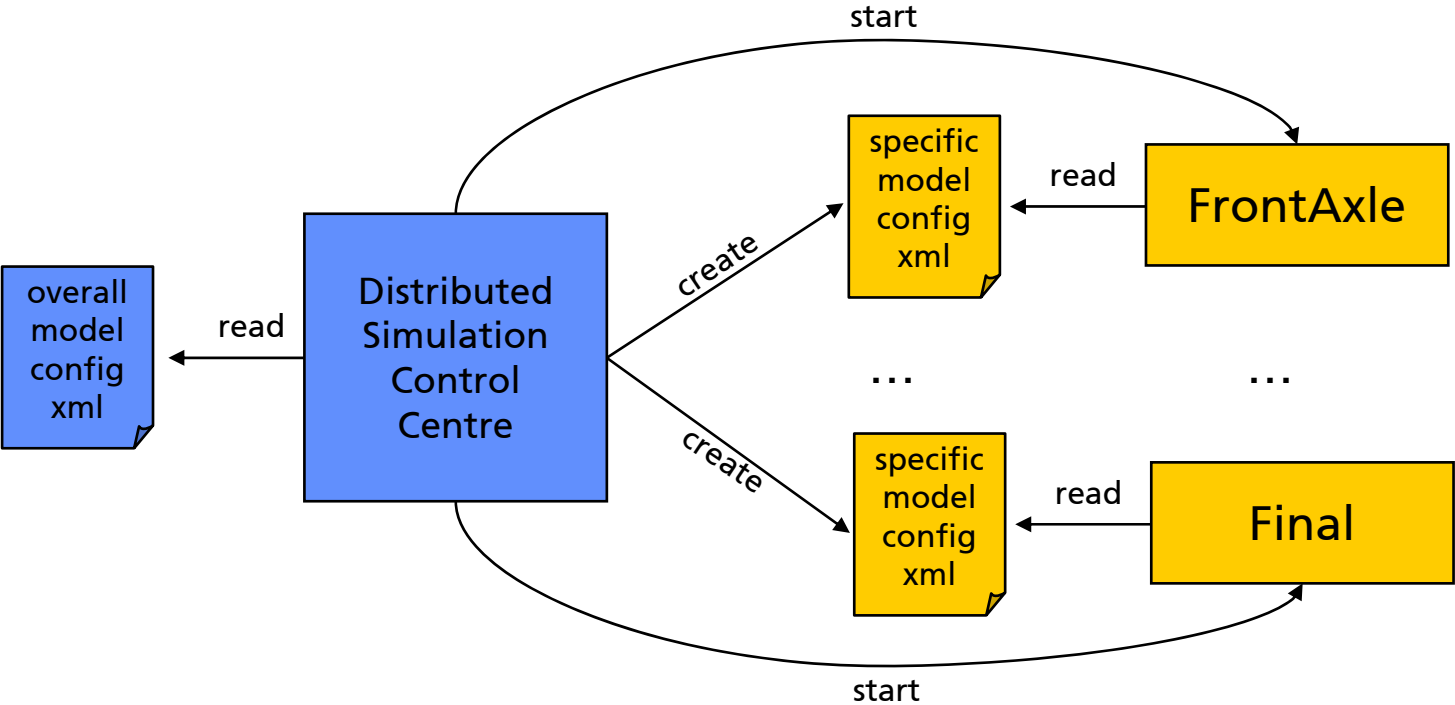 start
specific
model
config
xml
read
FrontAxle
create
Distributed
Simulation
Control
Centre
overall
model
config
xml
read
...
...
create
specific
model
config
xml
read
Final
start